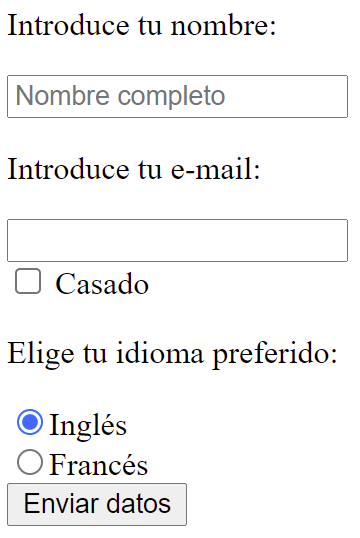 Introduce tu nombre:
Nombre completo
Introduce tu e-mail:
Casado
Elige tu idioma preferido:
Inglés
Francés
Enviar datos